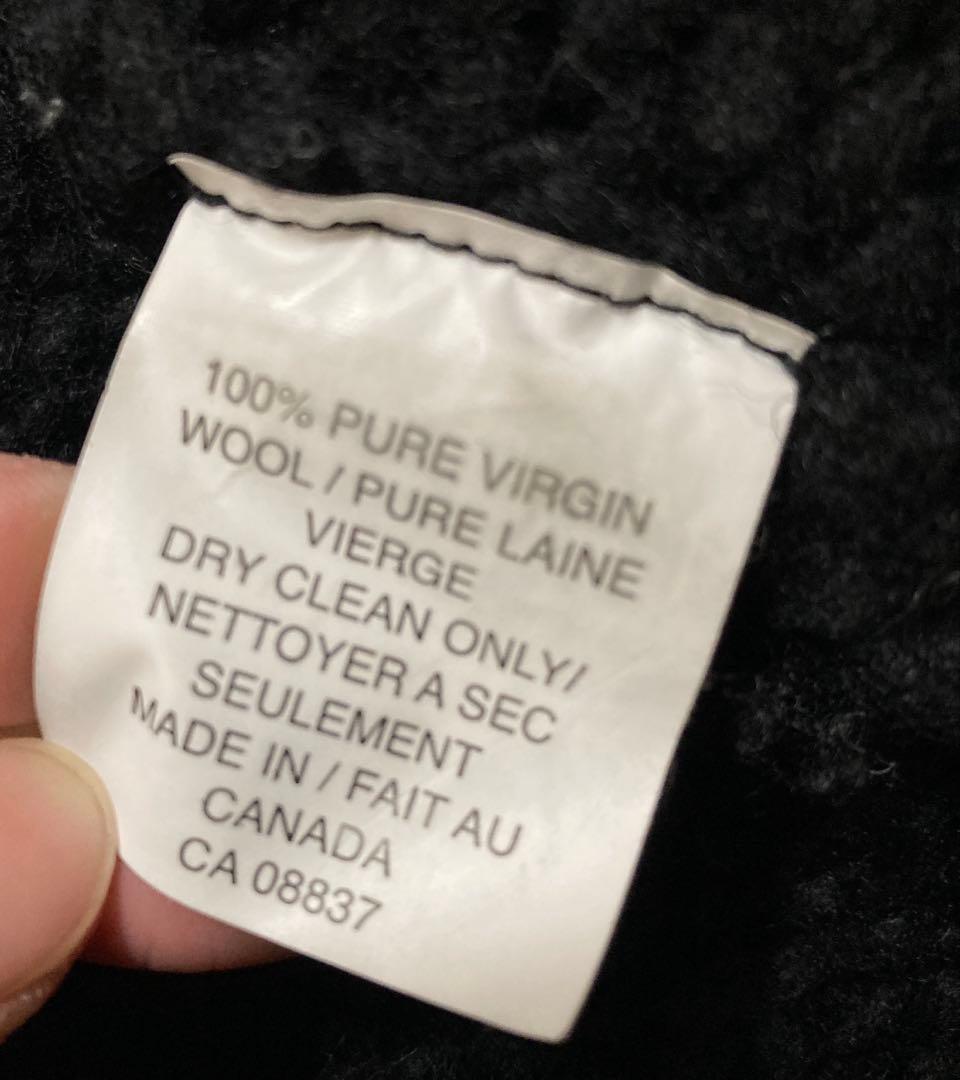 100% PURE VIRGIN
WOOL / PURE LAINE
VIERGE
DRY CLEAN ONLY/
NETTOYER A SEC
SEULEMENT
MADE IN / FAIT AU
CANADA
CA 08837